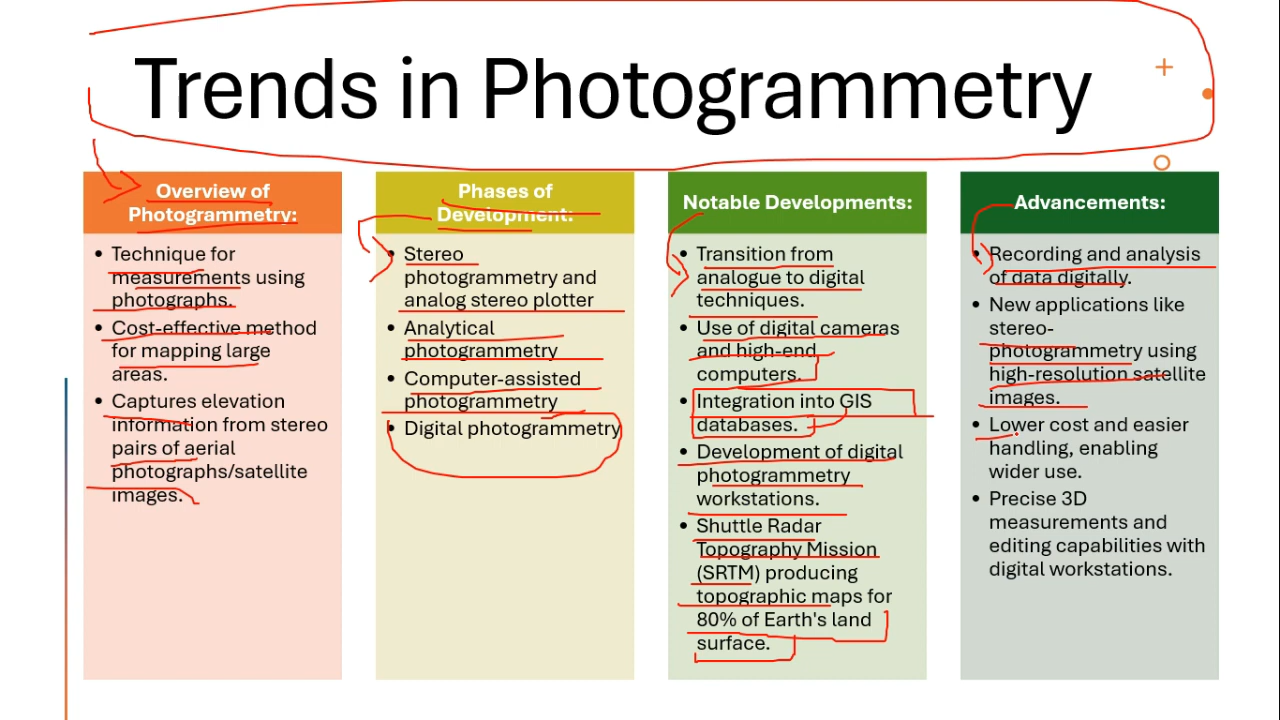 Trends in Photogrammetry
Overview of
Photogrammetry:
• Technique for
measurements using
photographs.
• Cost-effective method
for mapping large
areas.
• Captures elevation
information from stereo
pairs of aerial
photographs/satellite
images.
Phases of
Development:
• Stereo
photogrammetry and
analog stereo plotter
• Analytical
photogrammetry
• Computer-assisted
photogrammetry
• Digital photogrammetry
Notable Developments:
• Transition from
analogue to digital
techniques.
• Use of digital cameras
and high-end
computers.
• Integration into GIS
databases.
• Development of digital
photogrammetry
workstations.
• Shuttle Radar
Topography Mission
(SRTM) producing
topographic maps for
80% of Earth's land
surface.
Advancements:
• Recording and analysis
of data digitally.
• New applications like
stereo-
photogrammetry using
high-resolution satellite
images.
• Lower cost and easier
handling, enabling
wider use.
• Precise 3D
measurements and
editing capabilities with
digital workstations.